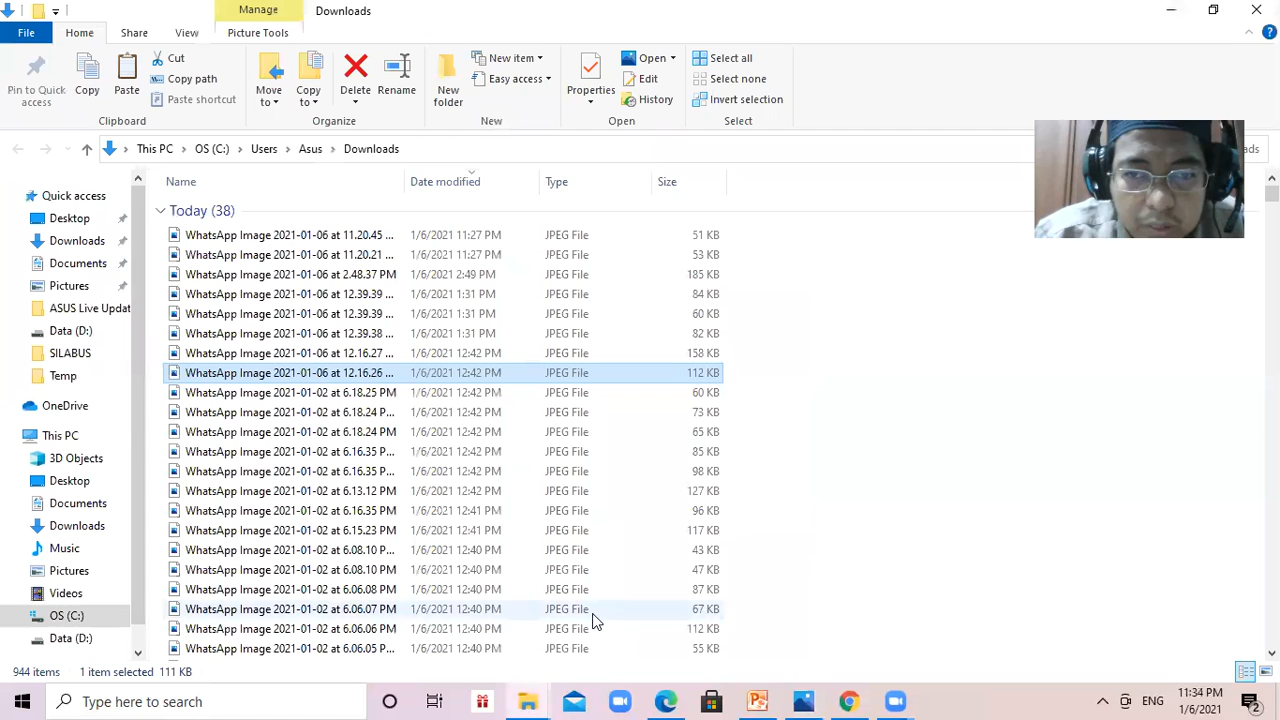 Manage
Downloads
File
Home
Share
View
Picture Tools
Pin to Quick access
Copy
Paste
Cut
Copy path
Paste shortcut
Clipboard
Move to
Copy to
Delete
Rename
Organize
New folder
New item
Easy access
New
Properties
Open
Edit
History
Open
Select all
Select none
Invert selection
Select
This PC
OS (C:)
Users
Asus
Downloads
ads
Name
Date modified
Type
Size
Quick access
Desktop
Downloads
Documents
Pictures
ASUS Live Updat
Data (D:)
SILABUS
Temp
OneDrive
This PC
3D Objects
Desktop
Documents
Downloads
Music
Pictures
Videos
OS (C:)
Data (D:)
Today (38)
WhatsApp Image 2021-01-06 at 11.20.45 ... 1/6/2021 11:27 PM JPEG File 51 KB
WhatsApp Image 2021-01-06 at 11.20.21 ... 1/6/2021 11:27 PM JPEG File 53 KB
WhatsApp Image 2021-01-06 at 2.48.37 PM 1/6/2021 2:49 PM JPEG File 185 KB
WhatsApp Image 2021-01-06 at 12.39.39 ... 1/6/2021 1:31 PM JPEG File 84 KB
WhatsApp Image 2021-01-06 at 12.39.39 ... 1/6/2021 1:31 PM JPEG File 60 KB
WhatsApp Image 2021-01-06 at 12.39.38 ... 1/6/2021 1:31 PM JPEG File 82 KB
WhatsApp Image 2021-01-06 at 12.16.27 ... 1/6/2021 12:42 PM JPEG File 158 KB
WhatsApp Image 2021-01-06 at 12.16.26 ... 1/6/2021 12:42 PM JPEG File 112 KB
WhatsApp Image 2021-01-02 at 6.18.25 PM 1/6/2021 12:42 PM JPEG File 60 KB
WhatsApp Image 2021-01-02 at 6.18.24 P... 1/6/2021 12:42 PM JPEG File 73 KB
WhatsApp Image 2021-01-02 at 6.18.24 PM 1/6/2021 12:42 PM JPEG File 65 KB
WhatsApp Image 2021-01-02 at 6.16.35 P... 1/6/2021 12:42 PM JPEG File 85 KB
WhatsApp Image 2021-01-02 at 6.16.35 P... 1/6/2021 12:42 PM JPEG File 98 KB
WhatsApp Image 2021-01-02 at 6.13.12 PM 1/6/2021 12:42 PM JPEG File 127 KB
WhatsApp Image 2021-01-02 at 6.16.35 PM 1/6/2021 12:41 PM JPEG File 96 KB
WhatsApp Image 2021-01-02 at 6.15.23 PM 1/6/2021 12:41 PM JPEG File 117 KB
WhatsApp Image 2021-01-02 at 6.08.10 P... 1/6/2021 12:40 PM JPEG File 43 KB
WhatsApp Image 2021-01-02 at 6.08.10 P... 1/6/2021 12:40 PM JPEG File 47 KB
WhatsApp Image 2021-01-02 at 6.06.08 PM 1/6/2021 12:40 PM JPEG File 87 KB
WhatsApp Image 2021-01-02 at 6.06.07 PM 1/6/2021 12:40 PM JPEG File 67 KB
WhatsApp Image 2021-01-02 at 6.06.06 PM 1/6/2021 12:40 PM JPEG File 112 KB
WhatsApp Image 2021-01-02 at 6.06.05 PM 1/6/2021 12:40 PM JPEG File 55 KB
944 items 1 item selected 111 KB
Type here to search
ENG
11:34 PM
1/6/2021
2